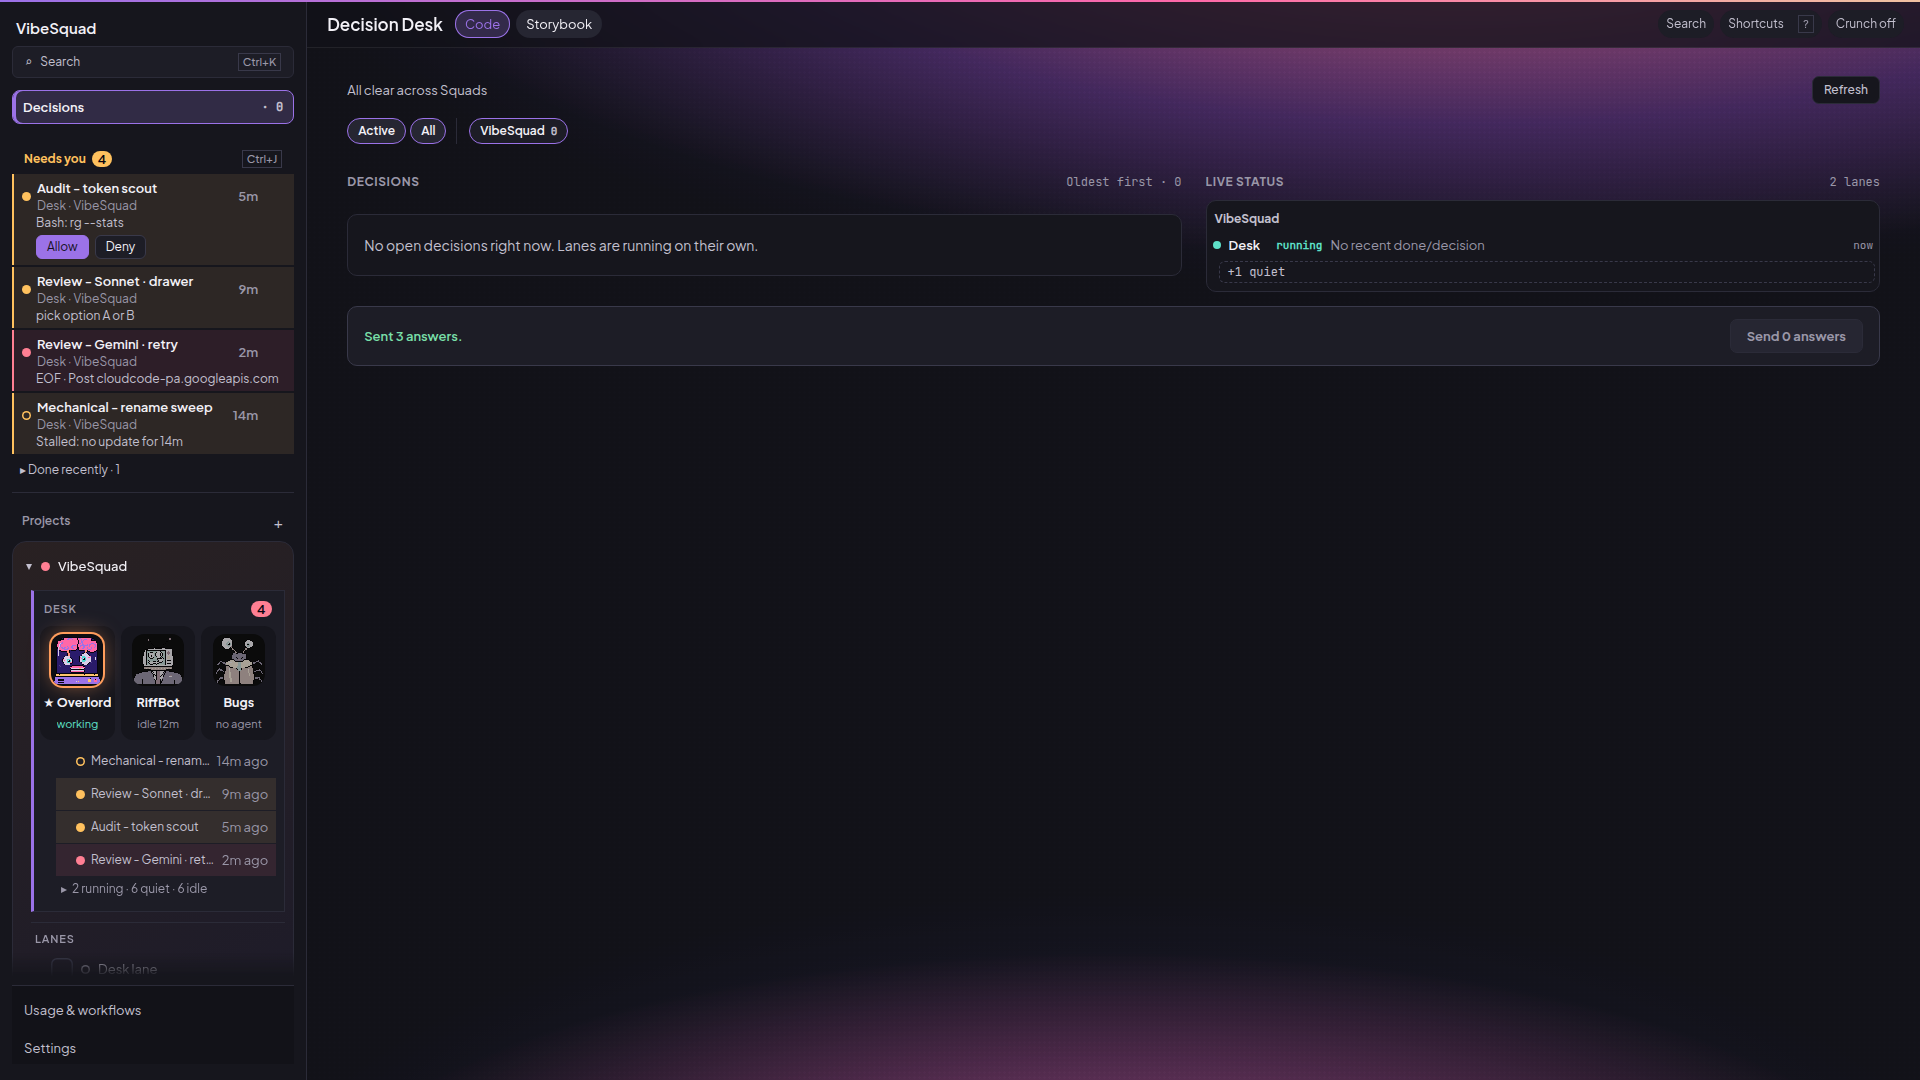 VibeSquad
Search Ctrl+K
Decisions · 0
Needs you 4 Ctrl+J
Audit - token scout 5m
Desk · VibeSquad
Bash: rg --stats
Allow Deny
Review - Sonnet · drawer 9m
Desk · VibeSquad
pick option A or B
Review - Gemini · retry 2m
Desk · VibeSquad
EOF · Post cloudcode-pa.googleapis.com
Mechanical - rename sweep 14m
Desk · VibeSquad
Stalled: no update for 14m
▸ Done recently · 1
Projects +
▾ VibeSquad
DESK 4
★ Overlord RiffBot Bugs
working idle 12m no agent
Mechanical - renam... 14m ago
Review - Sonnet · dr... 9m ago
Audit - token scout 5m ago
Review - Gemini · ret... 2m ago
▸ 2 running · 6 quiet · 6 idle
LANES
Desk lane
Usage & workflows
Settings
Decision Desk Code Storybook Search Shortcuts ? Crunch off
All clear across Squads Refresh
Active All VibeSquad 0
DECISIONS Oldest first · 0
No open decisions right now. Lanes are running on their own.
LIVE STATUS 2 lanes
VibeSquad
Desk running No recent done/decision now
+1 quiet
Sent 3 answers. Send 0 answers